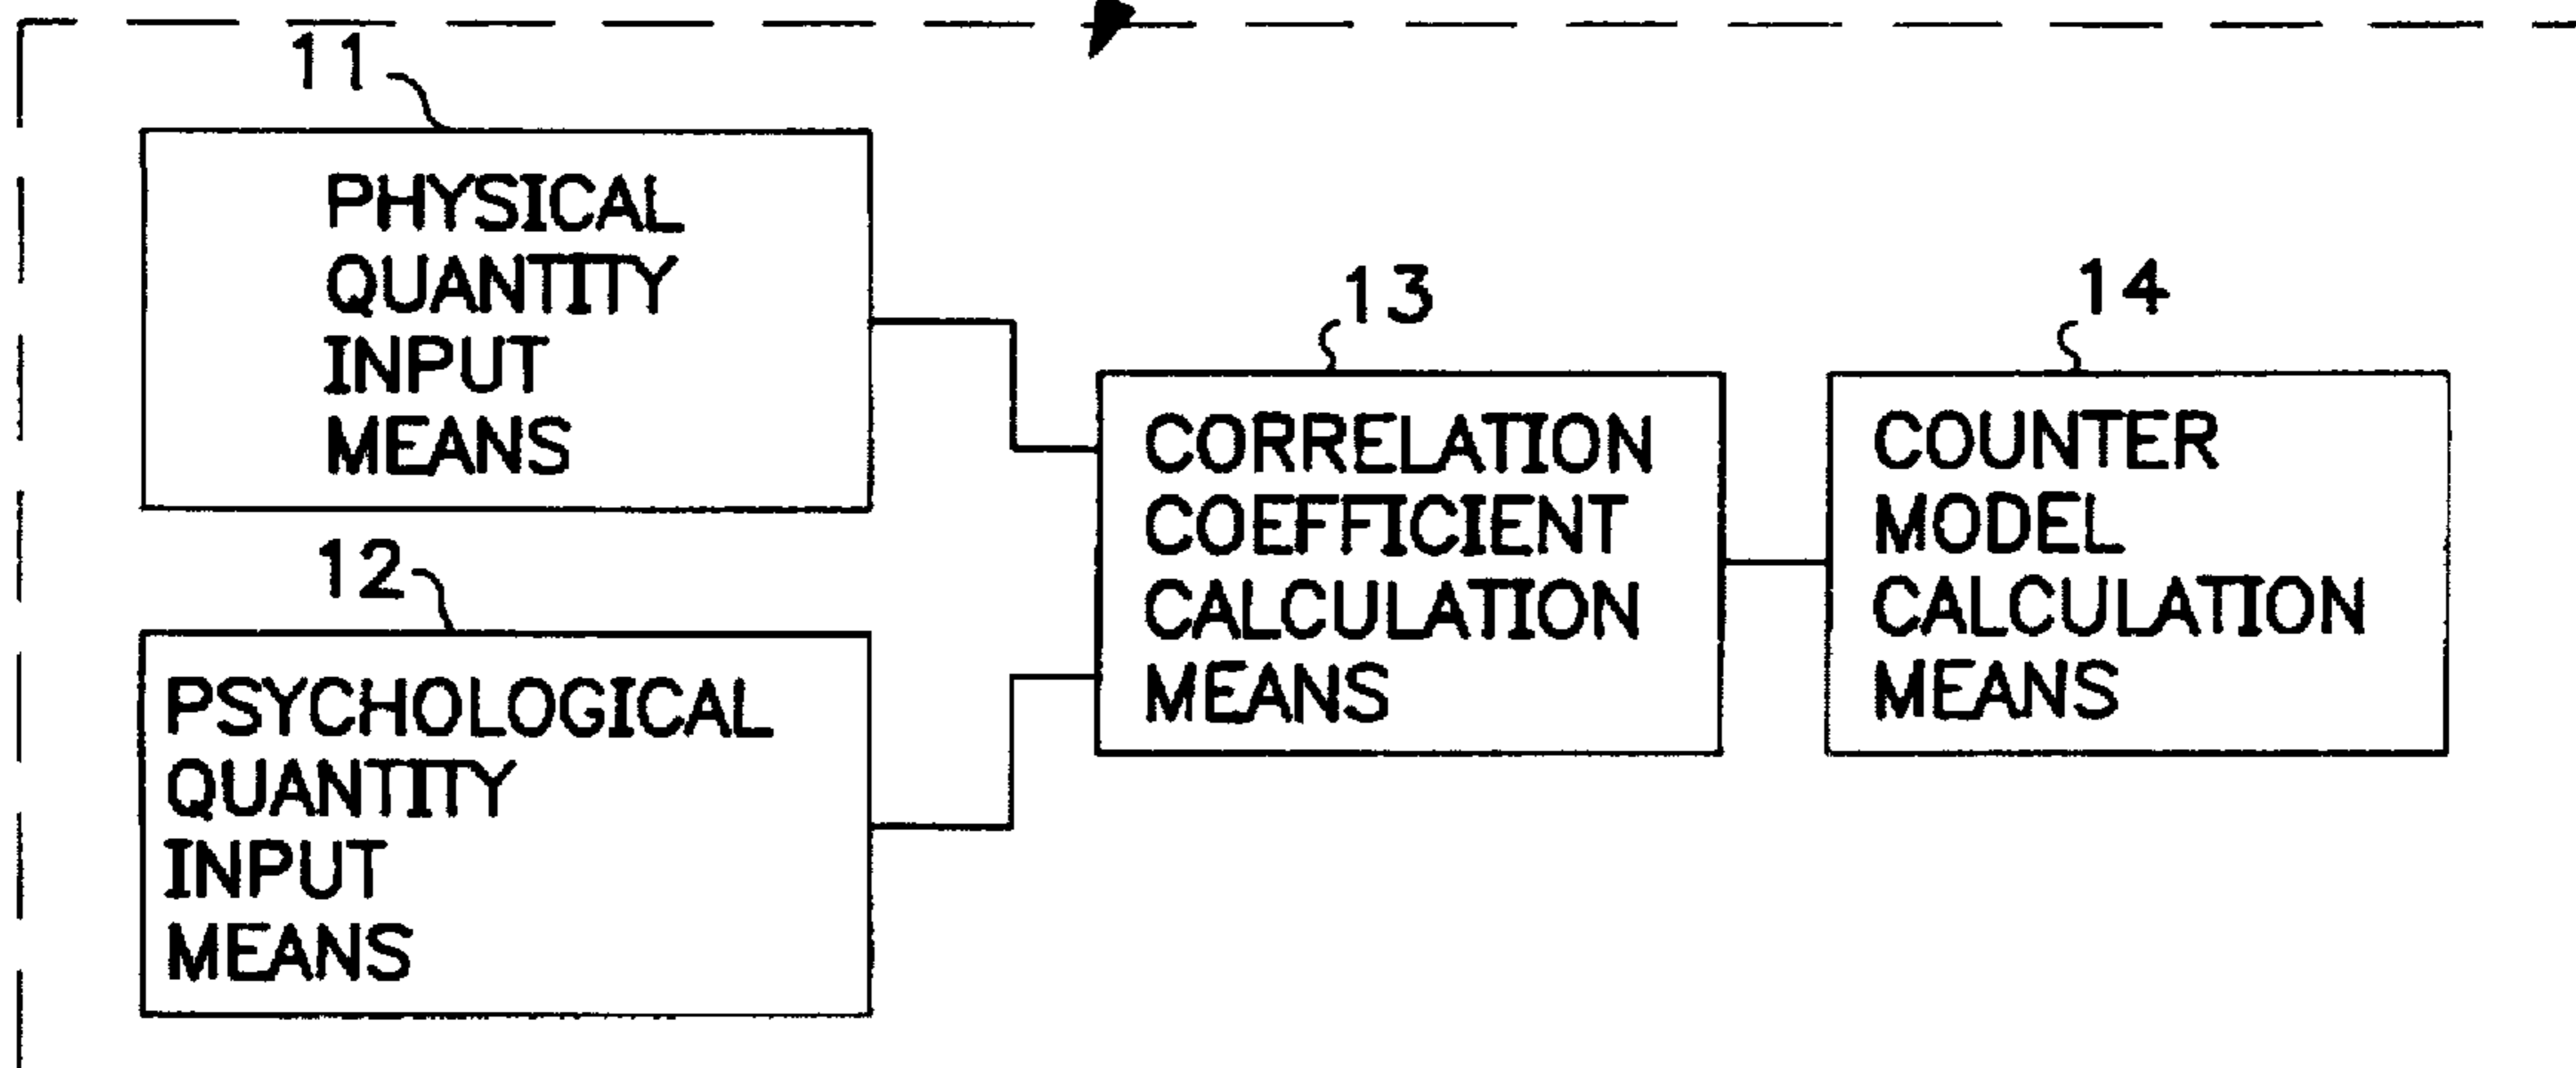 11
PHYSICAL
QUANTITY
INPUT
MEANS
12
PSYCHOLOGICAL
QUANTITY
INPUT
MEANS
13
CORRELATION
COEFFICIENT
CALCULATION
MEANS
14
COUNTER
MODEL
CALCULATION
MEANS